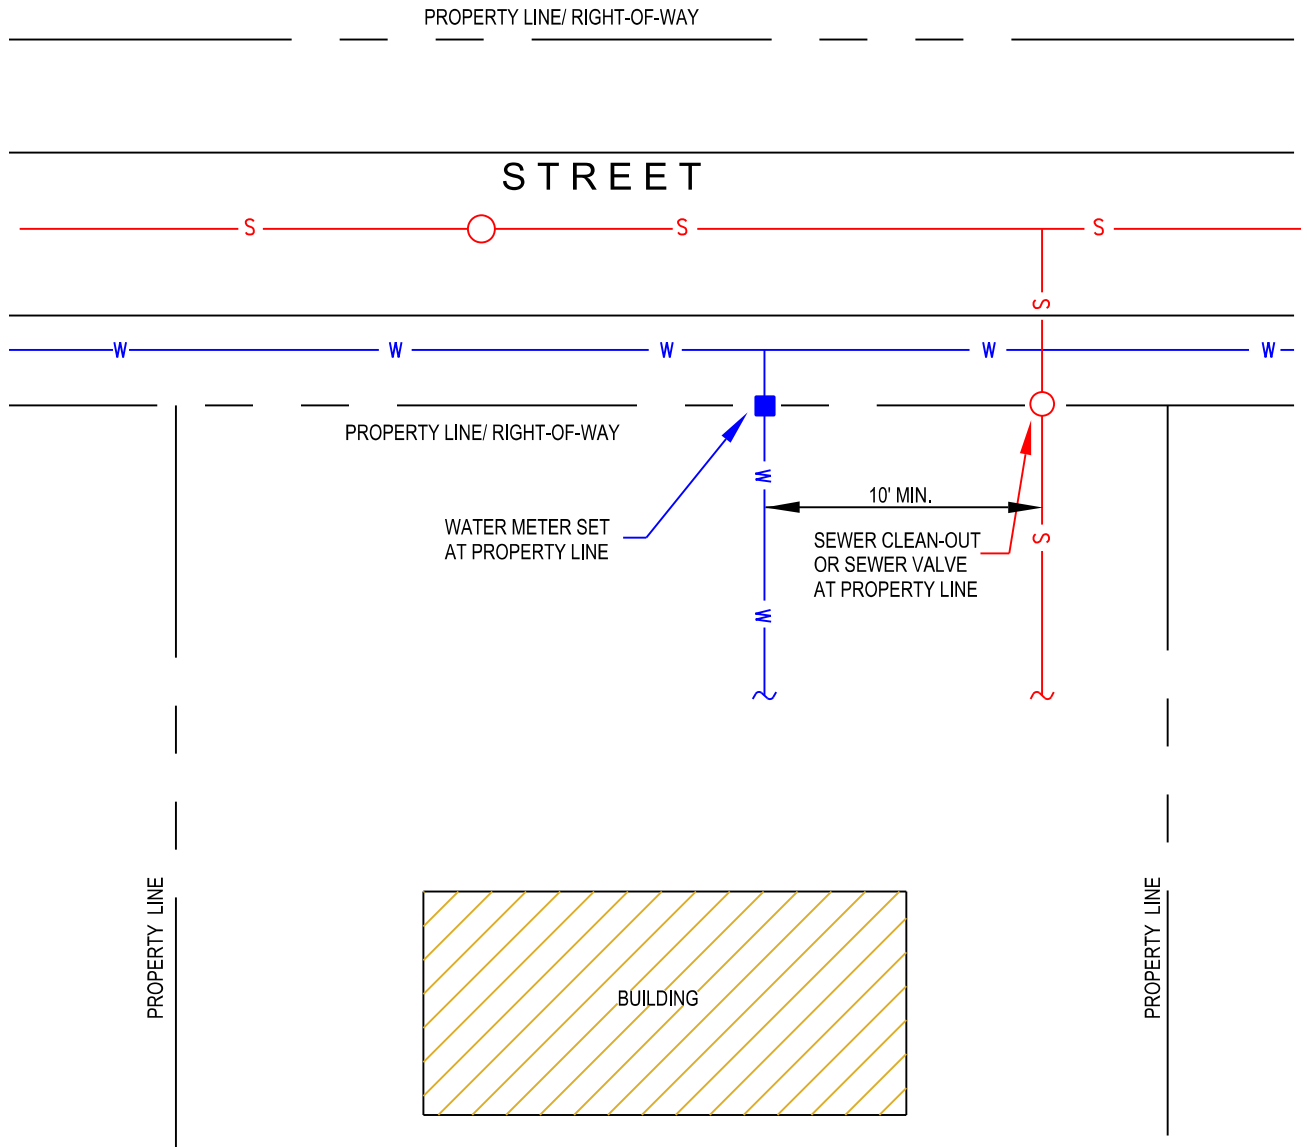 PROPERTY LINE/ RIGHT-OF-WAY
STREET
S S S
S
W W W W W
PROPERTY LINE/ RIGHT-OF-WAY
W
10' MIN.
WATER METER SET
AT PROPERTY LINE
SEWER CLEAN-OUT
OR SEWER VALVE
AT PROPERTY LINE
S
W
PROPERTY LINE
PROPERTY LINE
BUILDING